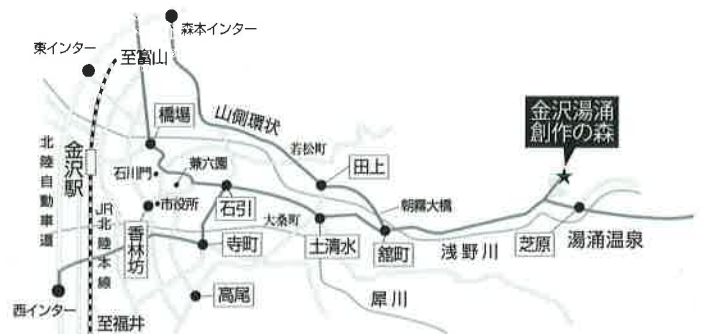 森本インター
東インター
至富山
橋場
山側環状
若松町
金沢湯涌
創作の森
北陸自動車道
金沢駅
石川門
兼六園
田上
市役所
石引
朝霧大橋
JR北陸本線
香林坊
大桑町
寺町
土清水
舘町
浅野川
芝原
湯涌温泉
西インター
高尾
犀川
至福井